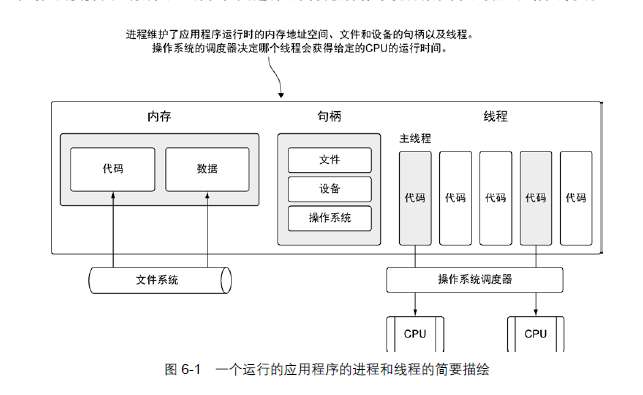 进程维护了应用程序运行时的内存地址空间、文件和设备的句柄以及线程。
操作系统的调度器决定哪个线程会获得给定的CPU的运行时间。
内存
句柄
线程
主线程
代码
数据
文件
设备
操作系统
代码
代码
代码
代码
代码
文件系统
操作系统调度器
CPU
CPU
图 6-1 一个运行的应用程序的进程和线程的简要描绘